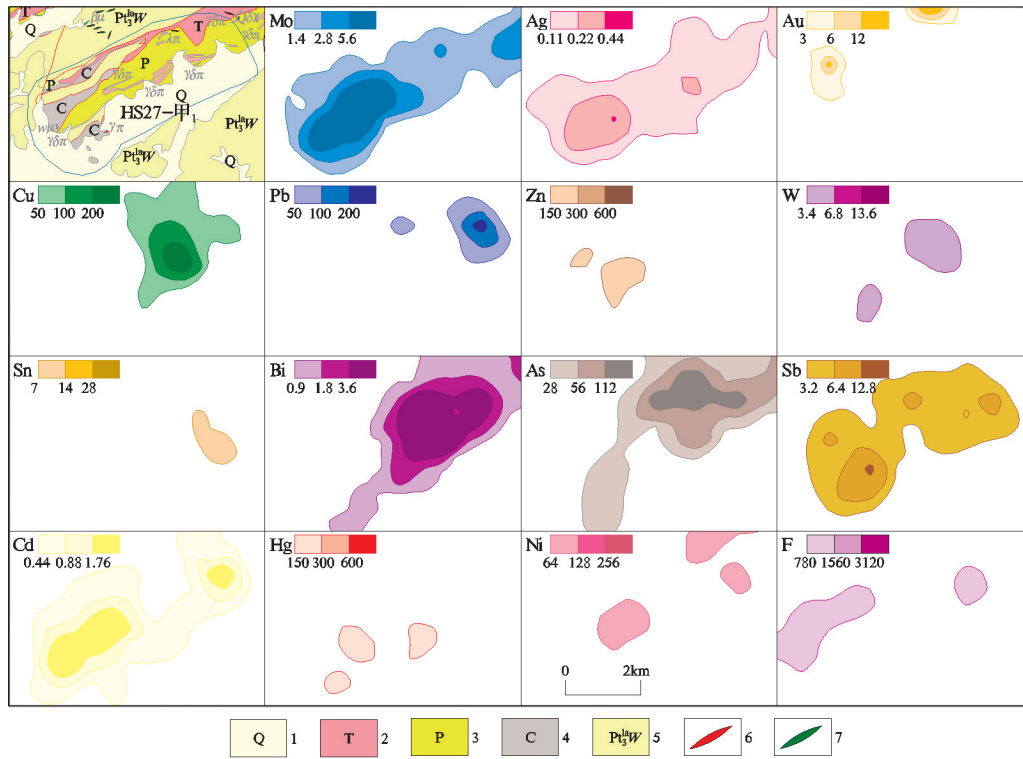 T
Q
βμ
Pt₃ˡᵃW
γδπ
T
γδπ
λπ
γδπ
P
C
P
γδπ
C
γδπ
Q
HS27-甲₁
C
γπ
γδπ
Pt₃ˡᵃW
Pt₃ˡᵃW
Q
Mo
1.4 2.8 5.6
Ag
0.11 0.22 0.44
Au
3 6 12
Cu
50 100 200
Pb
50 100 200
Zn
150 300 600
W
3.4 6.8 13.6
Sn
7 14 28
Bi
0.9 1.8 3.6
As
28 56 112
Sb
3.2 6.4 12.8
Cd
0.44 0.88 1.76
Hg
150 300 600
Ni
64 128 256
0 2km
F
780 1560 3120
Q 1 T 2 P 3 C 4 Pt₃ˡᵃW 5 6 7